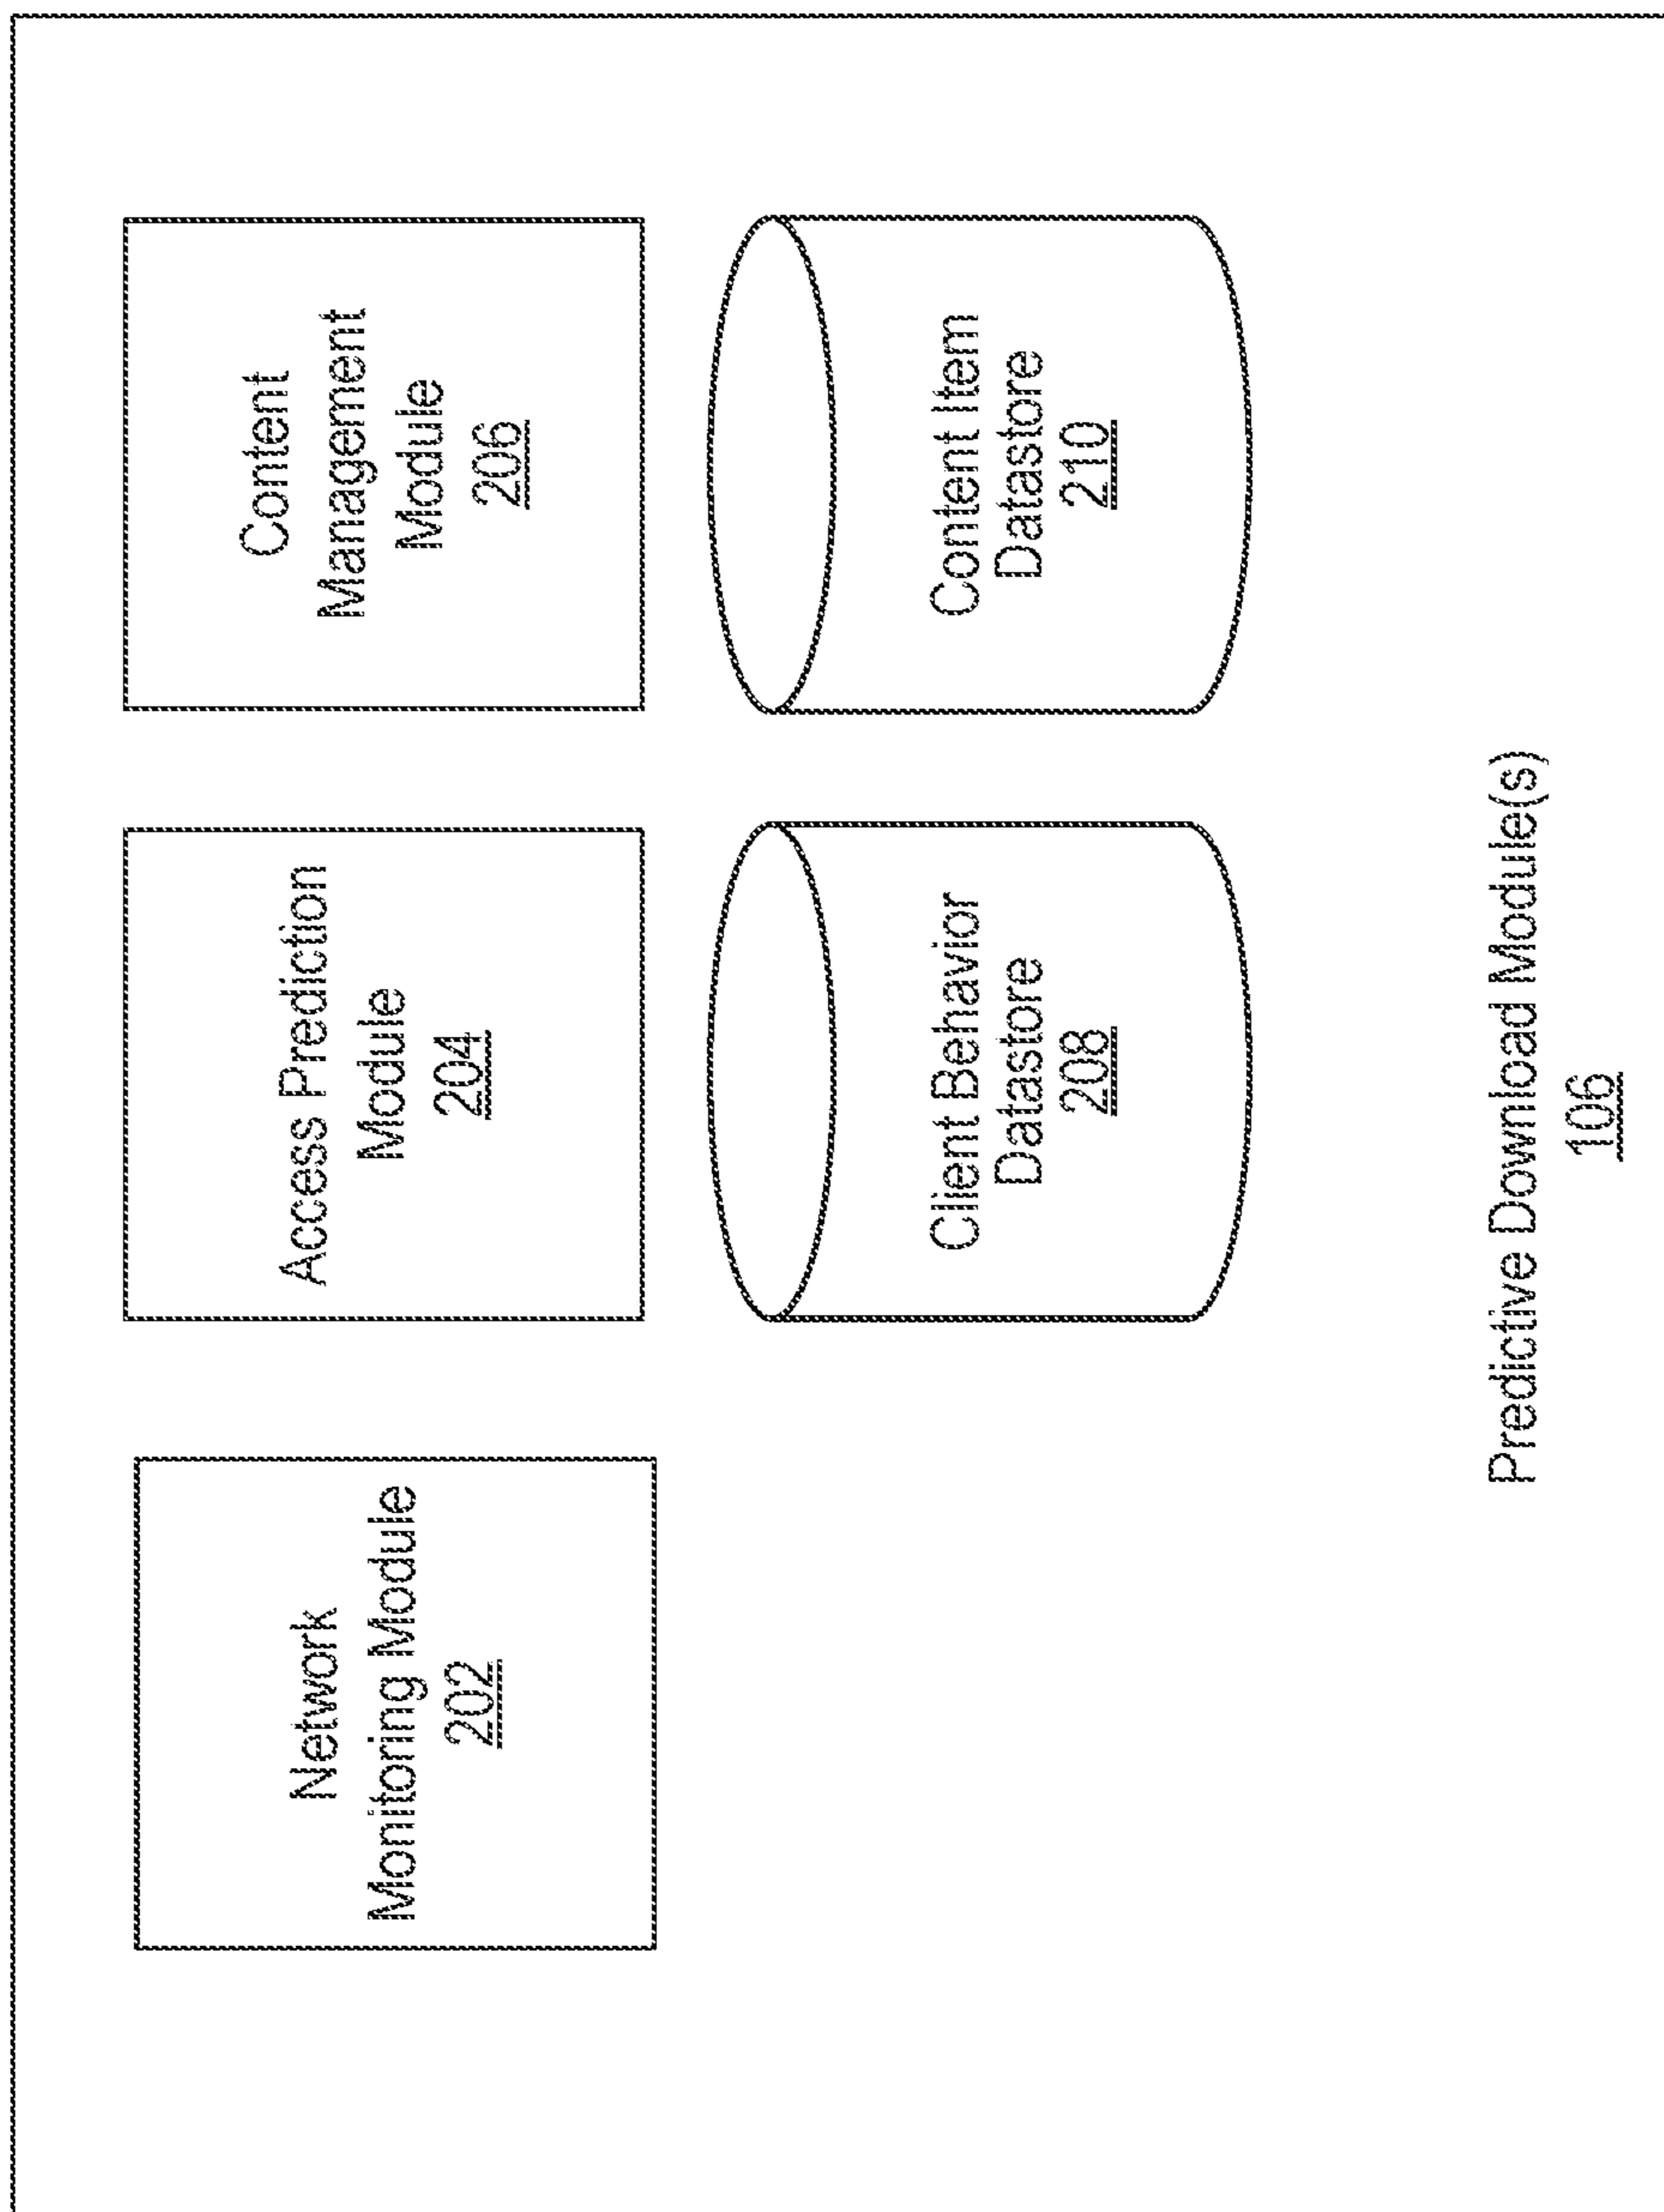 Network
Monitoring Module
202
Access Prediction
Module
204
Content
Management
Module
206
Client Behavior
Datastore
208
Content Item
Datastore
210
Predictive Download Module(s)
106